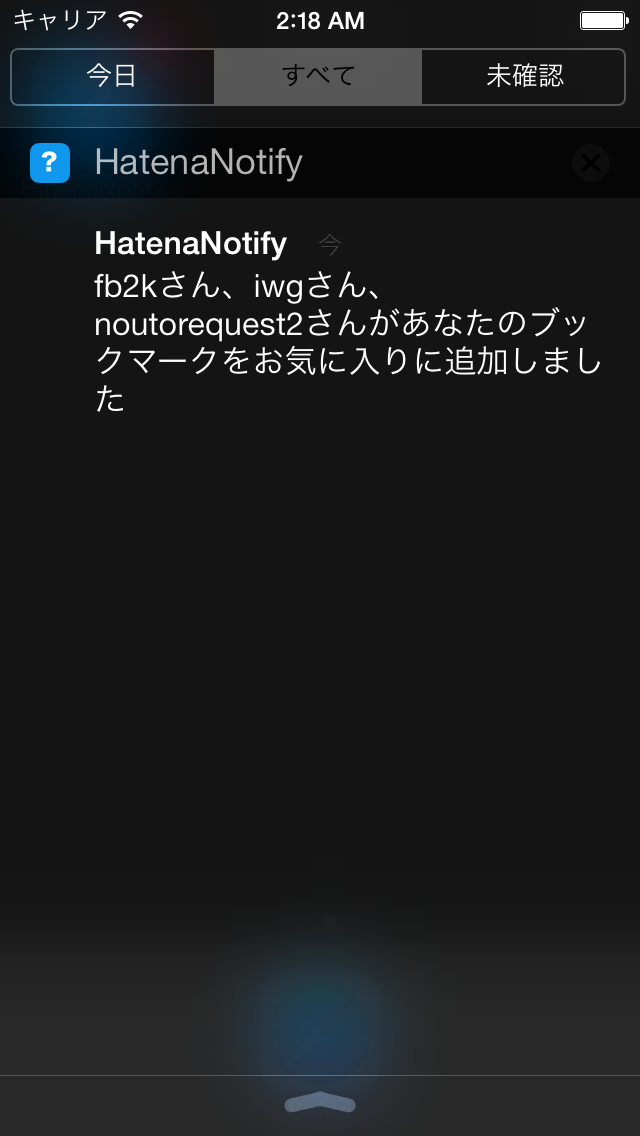 キャリア 2:18 AM
今日 すべて 未確認
? HatenaNotify
HatenaNotify 今
fb2kさん、iwgさん、
noutorequest2さんがあなたのブッ
クマークをお気に入りに追加しまし
た